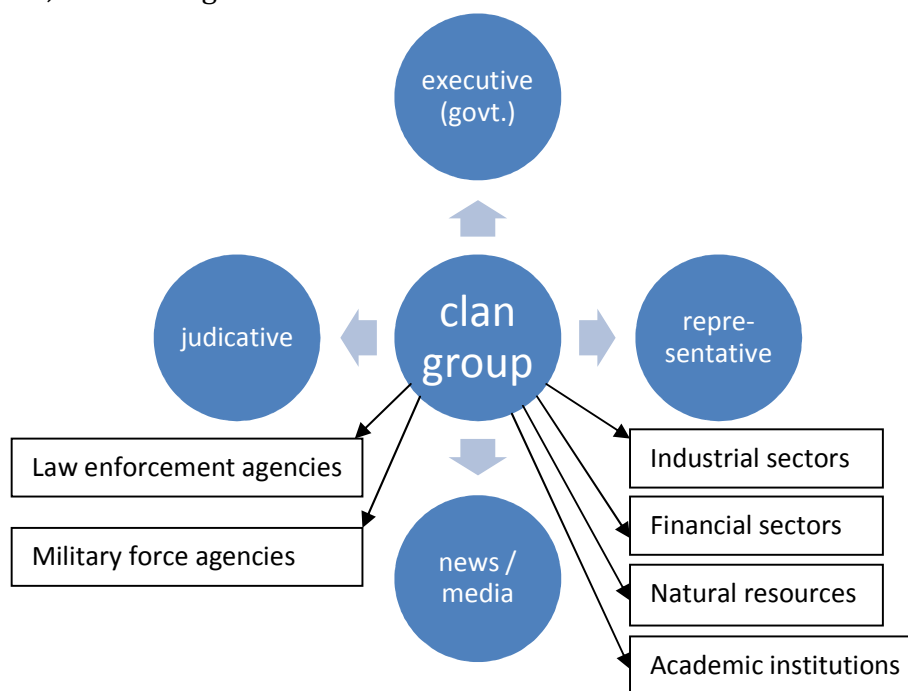 executive
(govt.)
judicative
clan
group
repre-
sentative
Law enforcement agencies
Military force agencies
news /
media
Industrial sectors
Financial sectors
Natural resources
Academic institutions